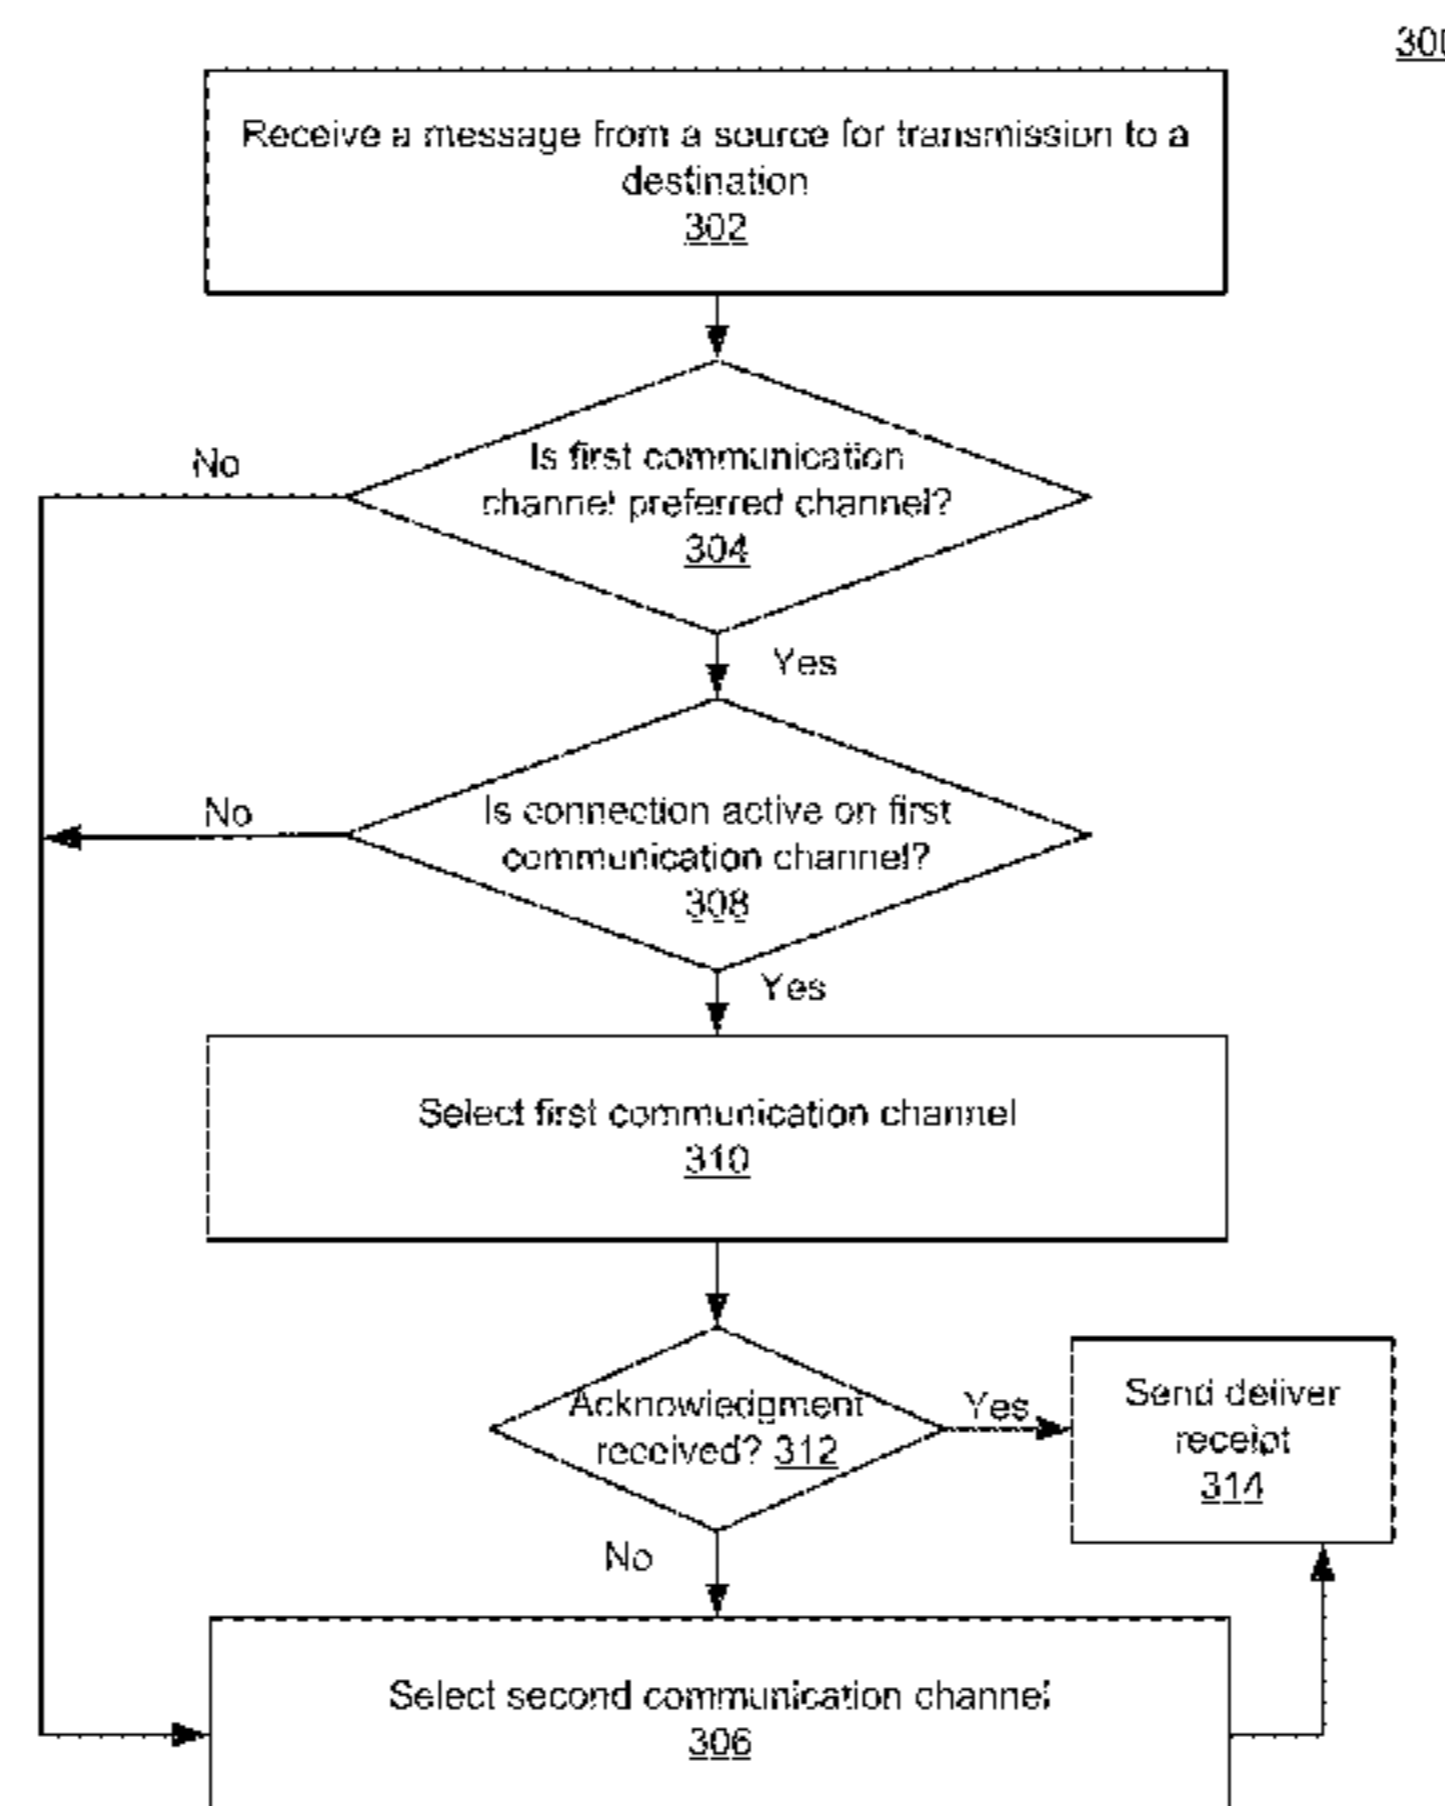 300
Receive a message from a source for transmission to a
destination
302
No
Is first communication
channel preferred channel?
304
Yes
No
Is connection active on first
communication channel?
308
Yes
Select first communication channel
310
Acknowledgment
received? 312
Yes
Send deliver
receipt
314
No
Select second communication channel
306